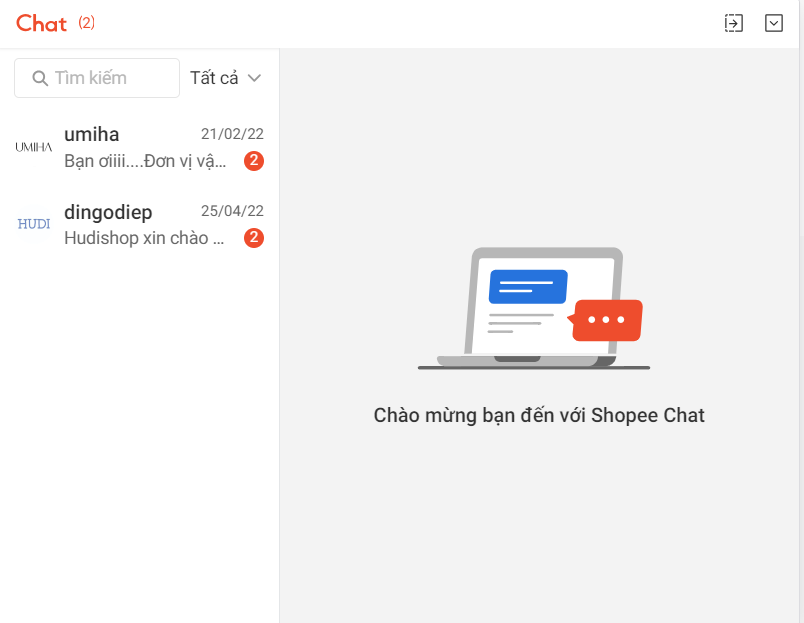 Chat (2)
Tìm kiếm
Tất cả
UMIHA
umiha
21/02/22
Bạn ơiiii....Đơn vị vậ...
2
HUDI
dingodiep
25/04/22
Hudishop xin chào ...
2
Chào mừng bạn đến với Shopee Chat